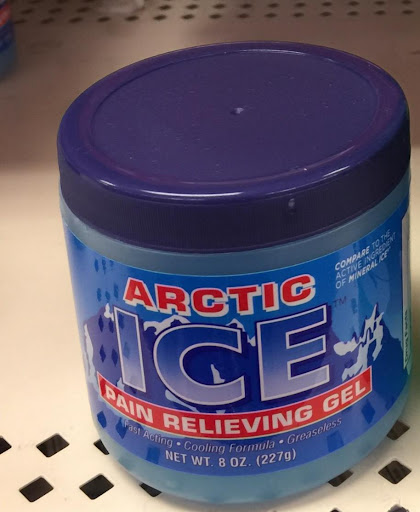 ARCTIC
ICE™
PAIN RELIEVING GEL
Fast Acting • Cooling Formula • Greaseless
NET WT. 8 OZ. (227g)
COMPARE TO THE
ACTIVE INGREDIENT
OF MINERAL ICE*